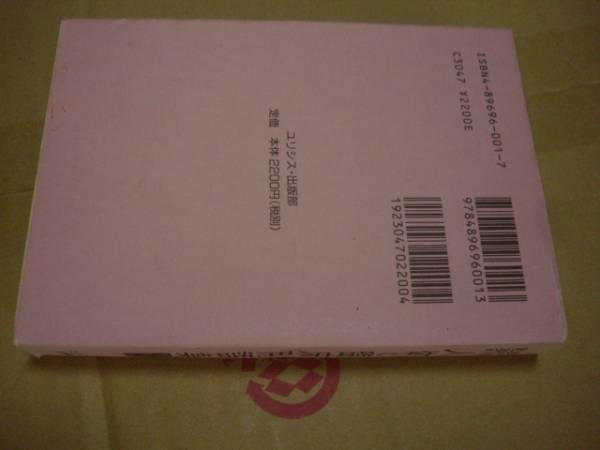 ISBN4-89696-001-7
C3047 ¥2200E
ユリシス・出版部
定価 本体2200円(税別)
9784896960013
1923047022004